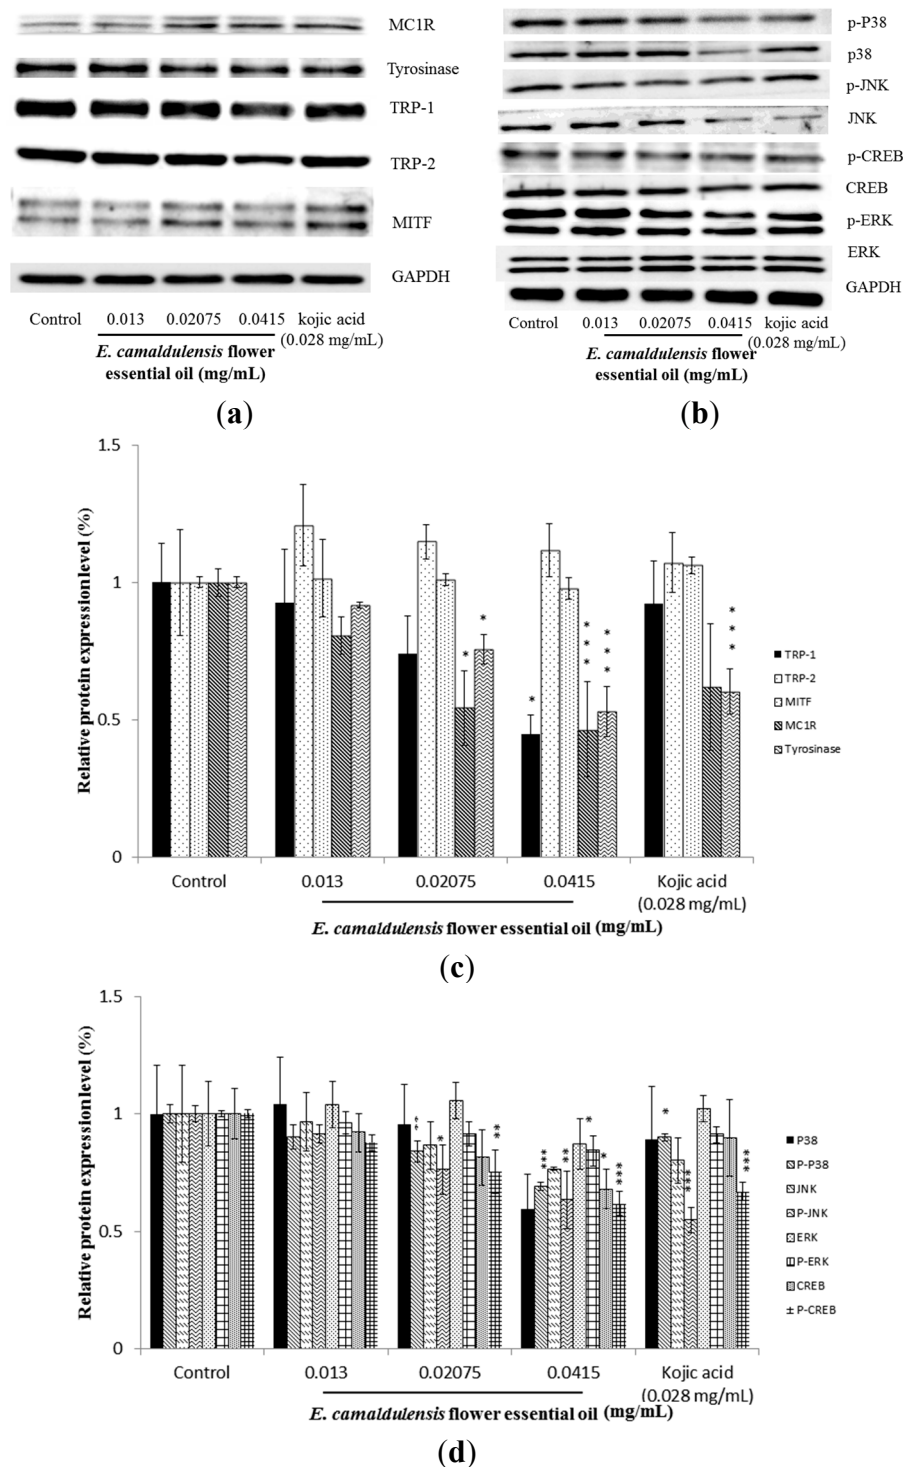 MC1R
Tyrosinase
TRP-1
TRP-2
MITF
GAPDH
Control 0.013 0.02075 0.0415 kojic acid
(0.028 mg/mL)
E. camaldulensis flower
essential oil (mg/mL)
(a)
p-P38
p38
p-JNK
JNK
p-CREB
CREB
p-ERK
ERK
GAPDH
Control 0.013 0.02075 0.0415 kojic acid
(0.028 mg/mL)
E. camaldulensis flower
essential oil (mg/mL)
(b)
Relative protein expression level (%)
1.5
1
0.5
0
* * * * * * * * * * * *
TRP-1
TRP-2
MITF
MC1R
Tyrosinase
Control 0.013 0.02075 0.0415 Kojic acid
(0.028 mg/mL)
E. camaldulensis flower essential oil (mg/mL)
(c)
Relative protein expression level (%)
1.5
1
0.5
0
** * ** *** ** * * *** * *** ***
P38
P-P38
JNK
P-JNK
ERK
P-ERK
CREB
P-CREB
Control 0.013 0.02075 0.0415 Kojic acid
(0.028 mg/mL)
E. camaldulensis flower essential oil (mg/mL)
(d)